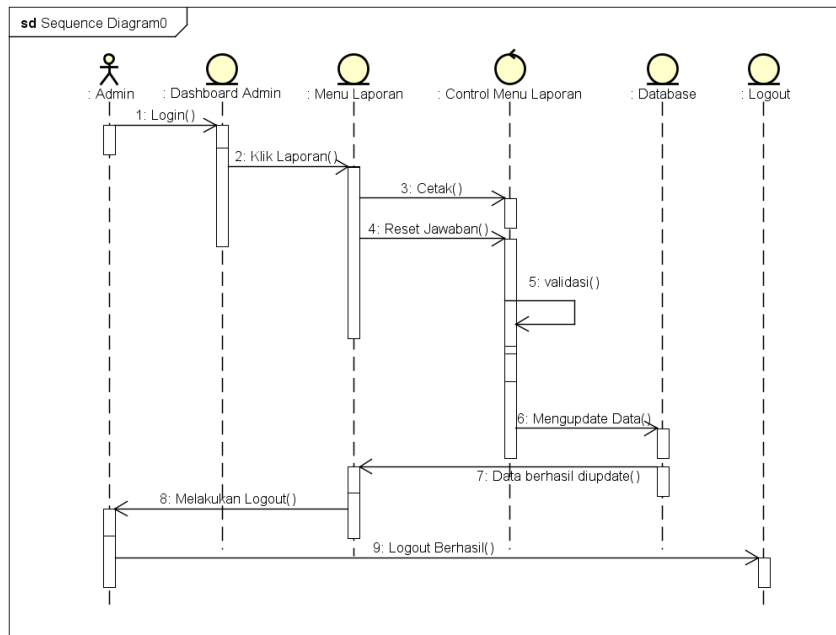 sd Sequence Diagram0
: Admin
: Dashboard Admin
: Menu Laporan
: Control Menu Laporan
: Database
: Logout
1: Login()
2: Klik Laporan()
3: Cetak()
4: Reset Jawaban()
5: validasi()
6: Mengupdate Data()
7: Data berhasil diupdate()
8: Melakukan Logout()
9: Logout Berhasil()